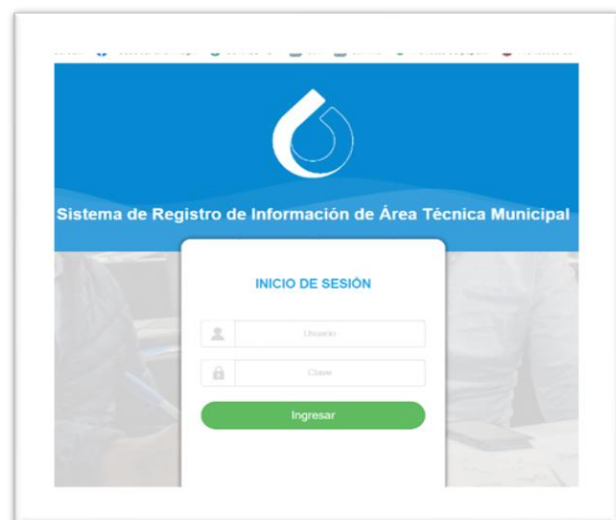 Sistema de Registro de Información de Área Técnica Municipal
INICIO DE SESIÓN
Usuario
Clave
Ingresar